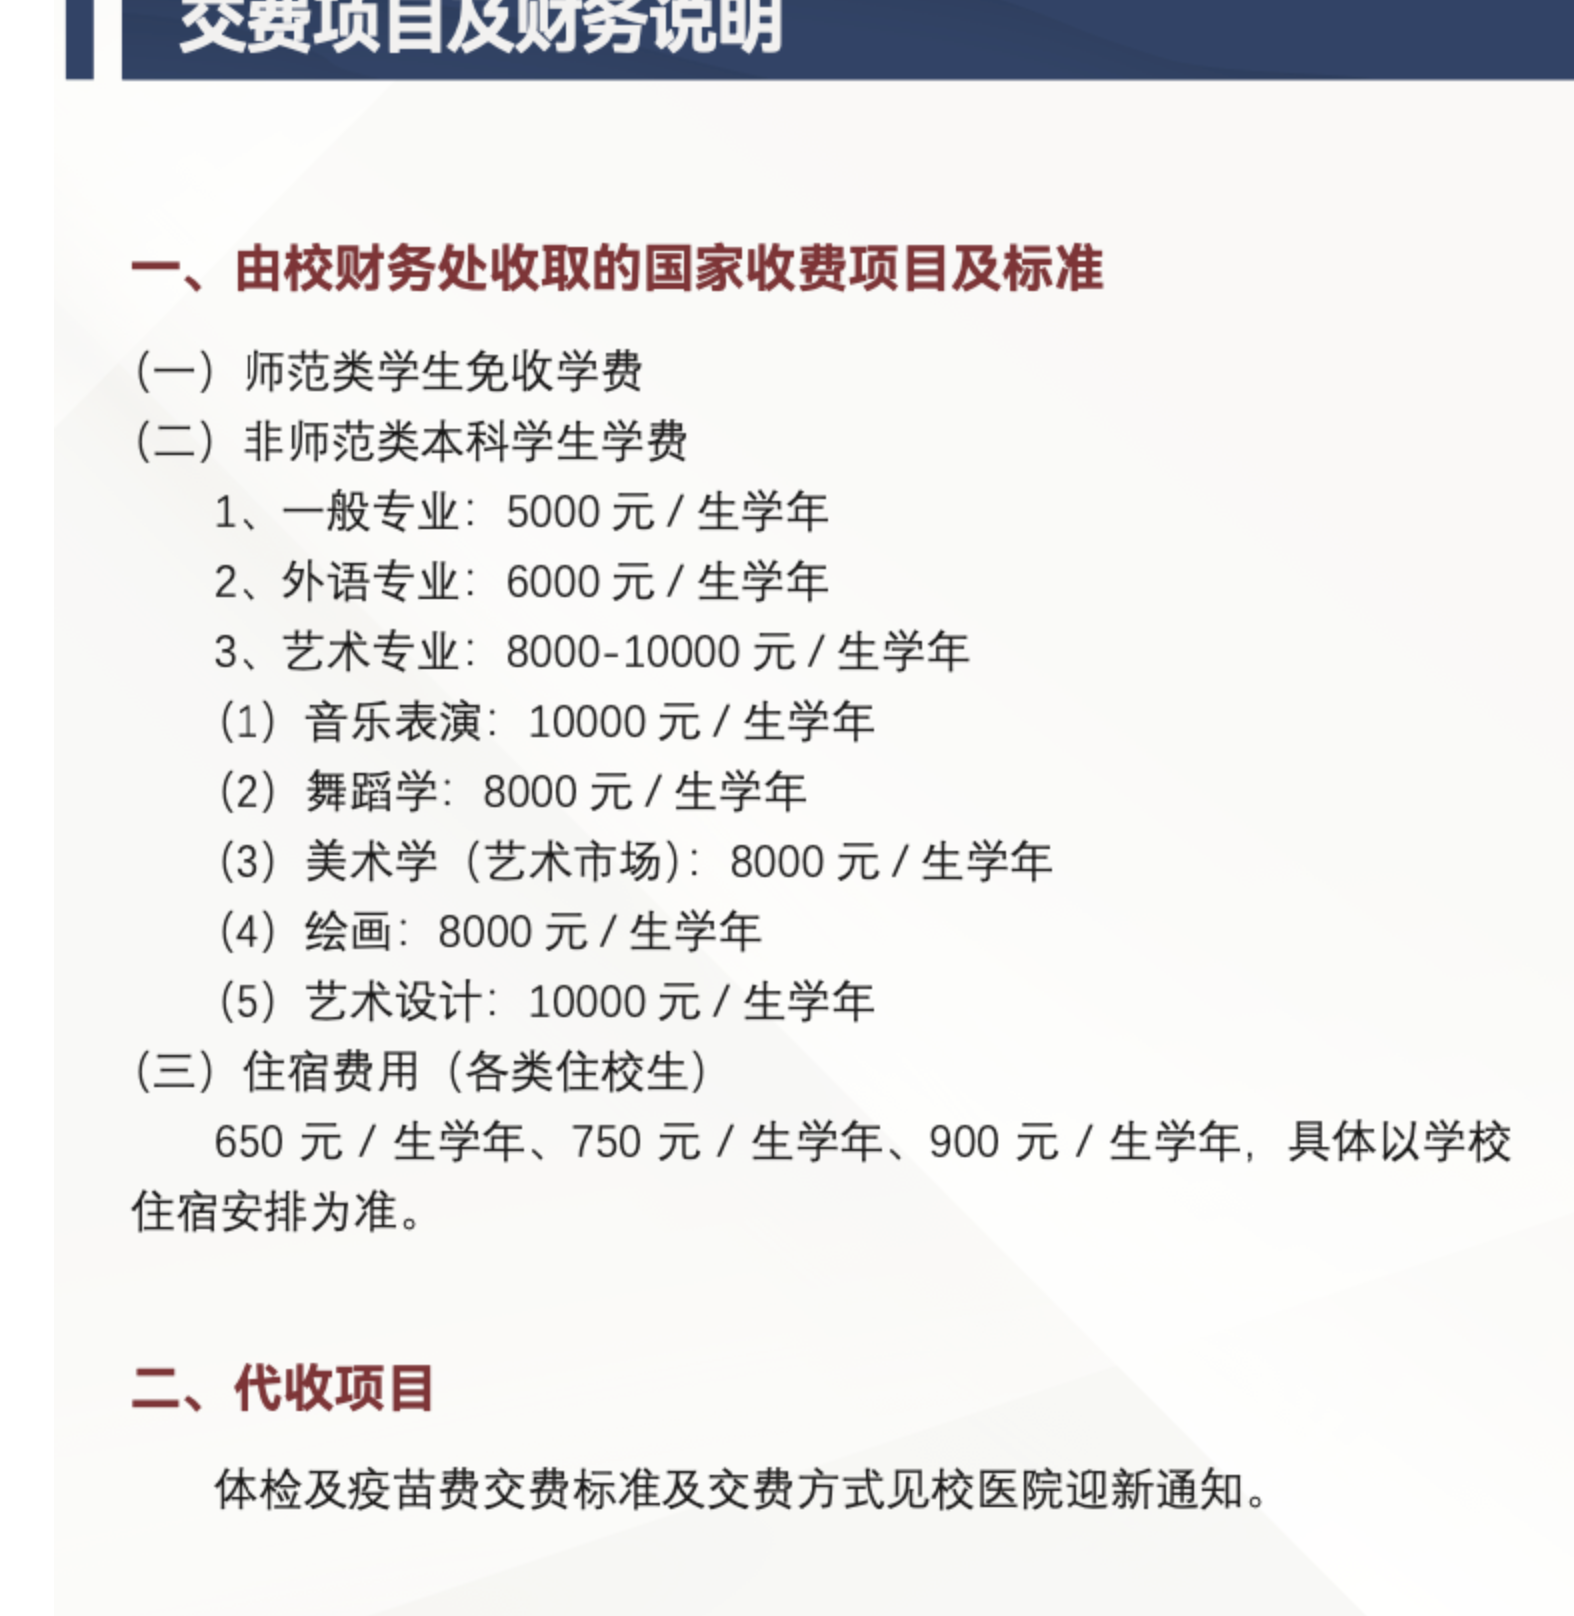 交费项目及财务说明
一、由校财务处收取的国家收费项目及标准
（一）师范类学生免收学费
（二）非师范类本科学生学费
1、一般专业：5000 元 / 生学年
2、外语专业：6000 元 / 生学年
3、艺术专业：8000-10000 元 / 生学年
（1）音乐表演：10000 元 / 生学年
（2）舞蹈学：8000 元 / 生学年
（3）美术学（艺术市场）：8000 元 / 生学年
（4）绘画：8000 元 / 生学年
（5）艺术设计：10000 元 / 生学年
（三）住宿费用（各类住校生）
650 元 / 生学年、750 元 / 生学年、900 元 / 生学年，具体以学校
住宿安排为准。
二、代收项目
体检及疫苗费交费标准及交费方式见校医院迎新通知。